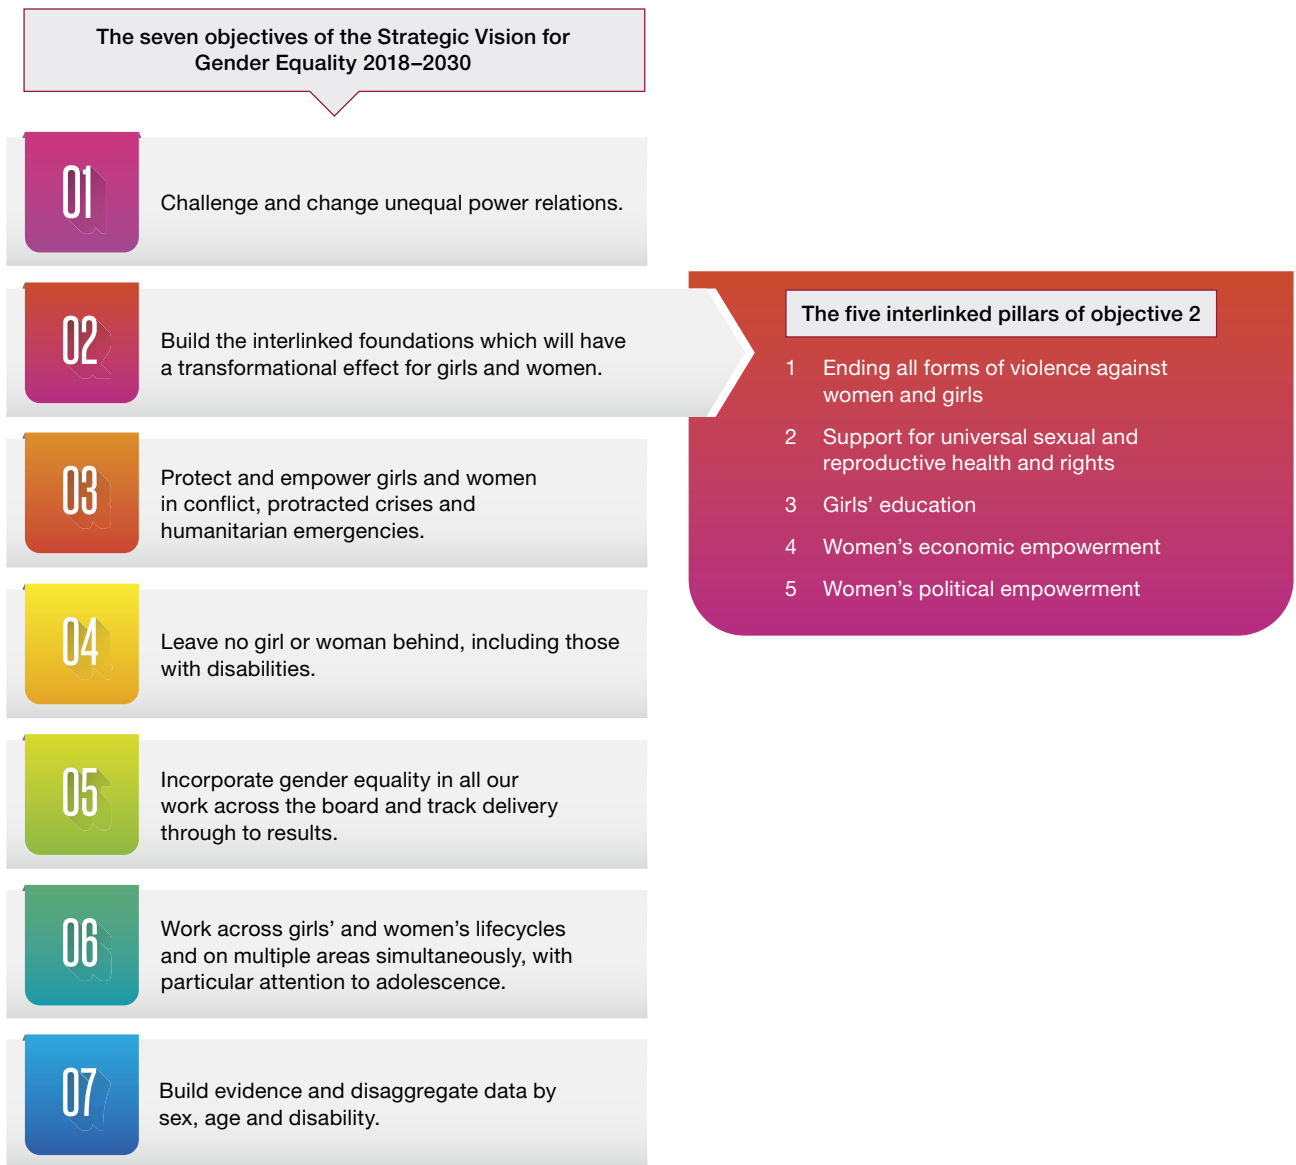 The seven objectives of the Strategic Vision for
Gender Equality 2018–2030
01
Challenge and change unequal power relations.
02
Build the interlinked foundations which will have
a transformational effect for girls and women.
The five interlinked pillars of objective 2
1 Ending all forms of violence against
women and girls
2 Support for universal sexual and
reproductive health and rights
3 Girls’ education
4 Women’s economic empowerment
5 Women’s political empowerment
03
Protect and empower girls and women
in conflict, protracted crises and
humanitarian emergencies.
04
Leave no girl or woman behind, including those
with disabilities.
05
Incorporate gender equality in all our
work across the board and track delivery
through to results.
06
Work across girls’ and women’s lifecycles
and on multiple areas simultaneously, with
particular attention to adolescence.
07
Build evidence and disaggregate data by
sex, age and disability.